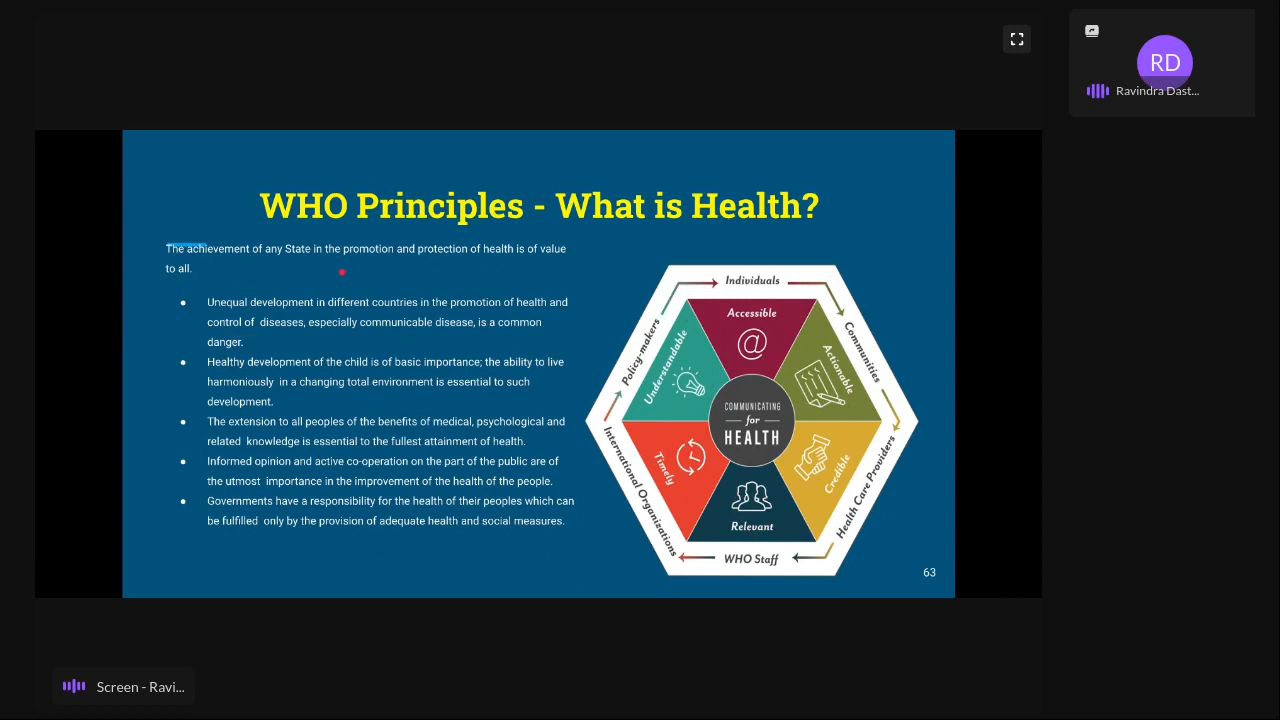 RD
Ravindra Dast...
WHO Principles - What is Health?
The achievement of any State in the promotion and protection of health is of value
to all.
● Unequal development in different countries in the promotion of health and
control of diseases, especially communicable disease, is a common
danger.
● Healthy development of the child is of basic importance; the ability to live
harmoniously in a changing total environment is essential to such
development.
● The extension to all peoples of the benefits of medical, psychological and
related knowledge is essential to the fullest attainment of health.
● Informed opinion and active co-operation on the part of the public are of
the utmost importance in the improvement of the health of the people.
● Governments have a responsibility for the health of their peoples which can
be fulfilled only by the provision of adequate health and social measures.
Individuals
Communities
Health Care Providers
WHO Staff
International Organizations
Policy-makers
Accessible
@
Actionable
Credible
Relevant
Timely
Understandable
COMMUNICATING
for
HEALTH
63
Screen - Ravi...